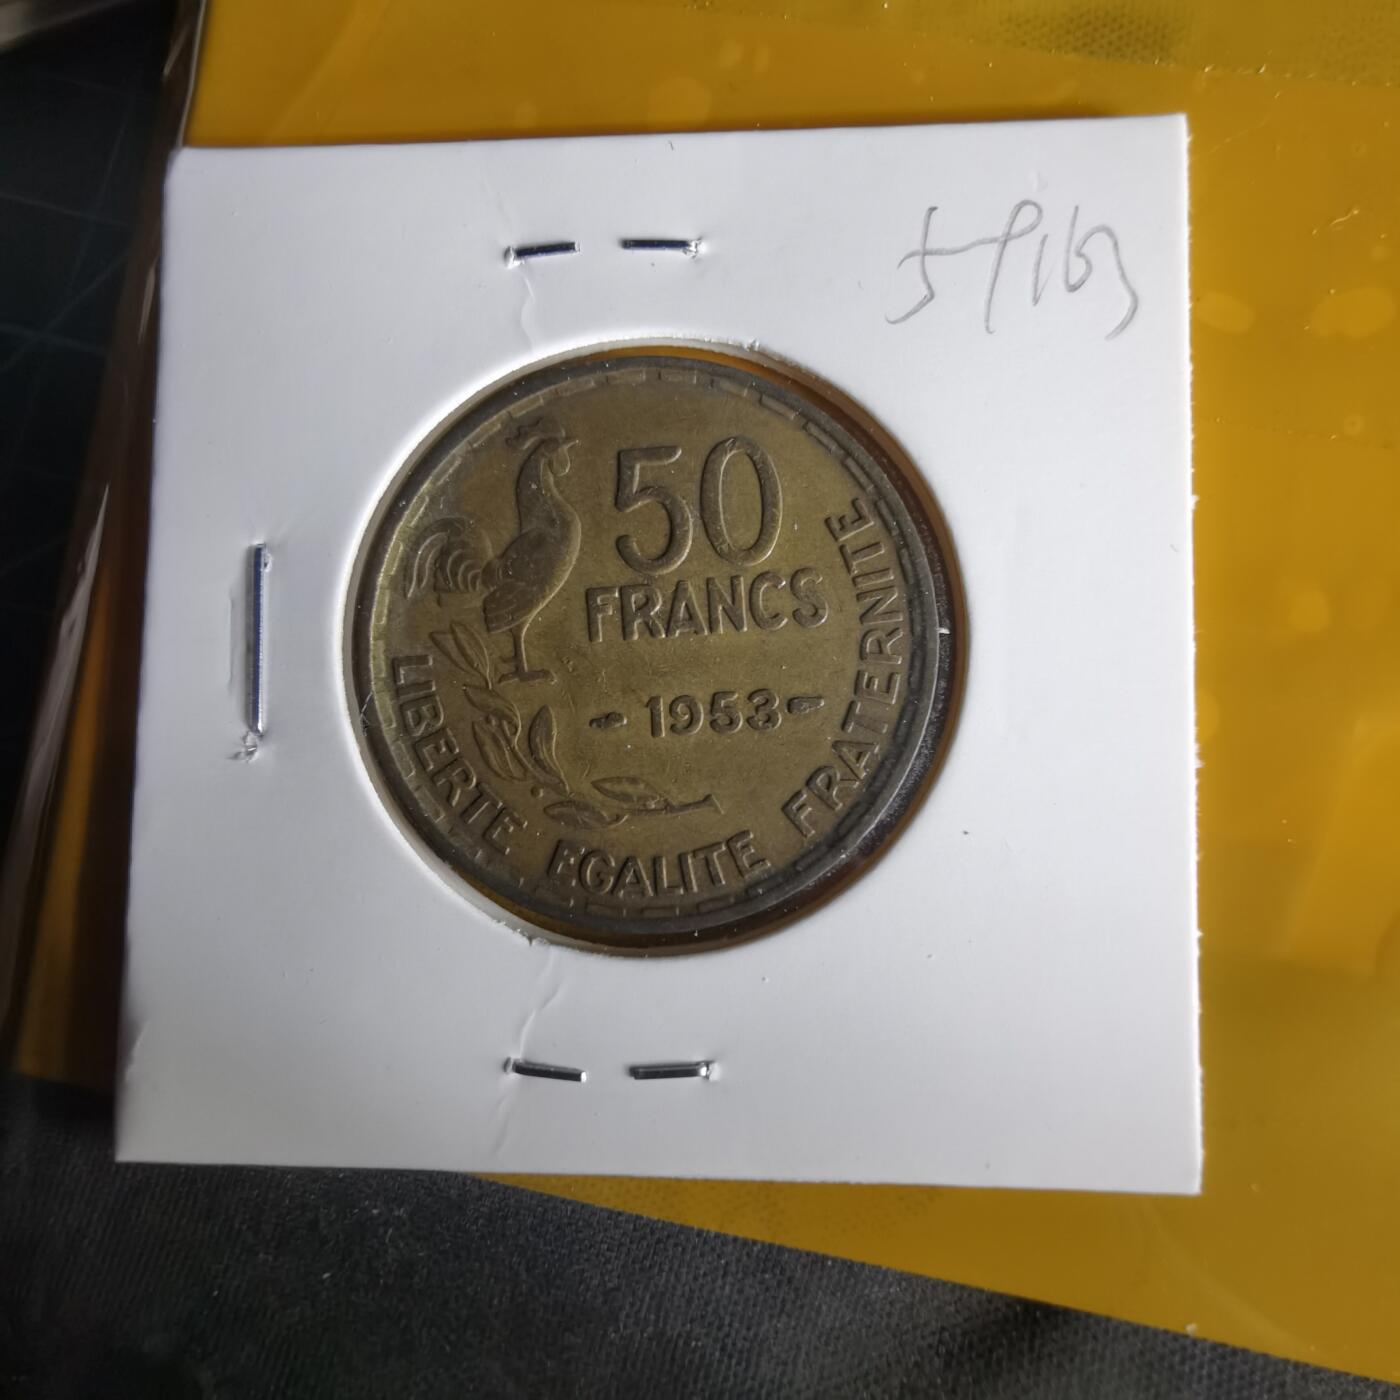 50
FRANCS
1953
LIBERTE EGALITE FRATERNITE